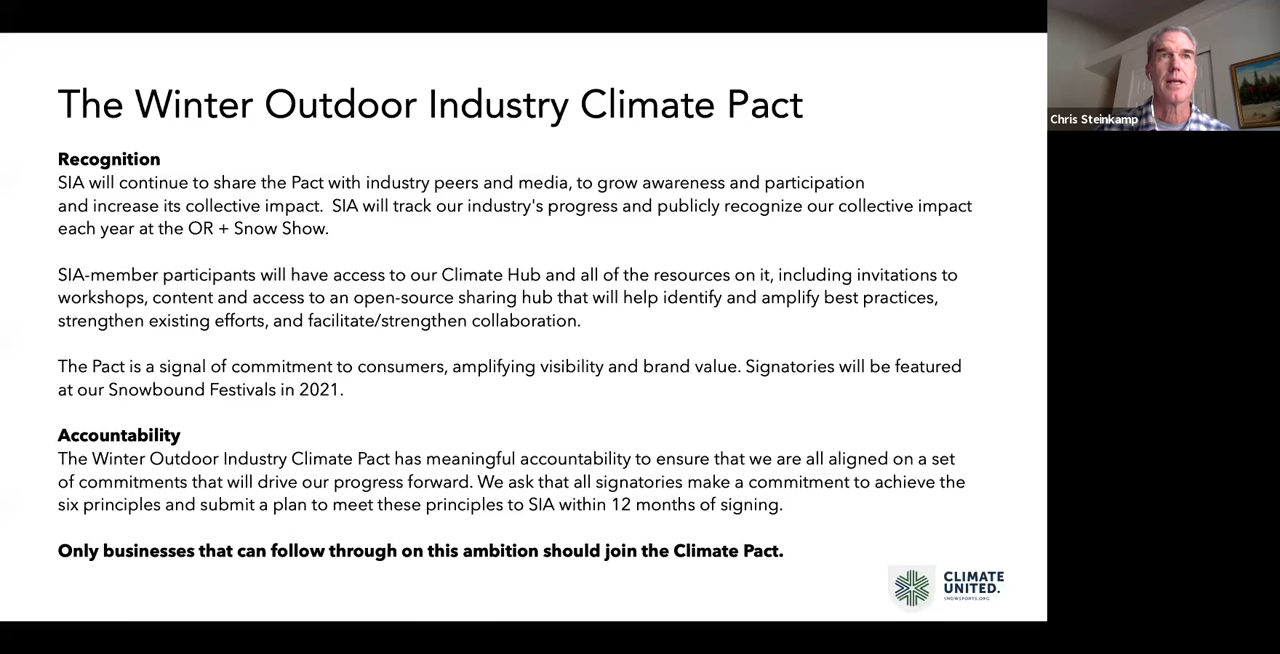 The Winter Outdoor Industry Climate Pact
Recognition
SIA will continue to share the Pact with industry peers and media, to grow awareness and participation
and increase its collective impact.  SIA will track our industry's progress and publicly recognize our collective impact
each year at the OR + Snow Show.
SIA-member participants will have access to our Climate Hub and all of the resources on it, including invitations to
workshops, content and access to an open-source sharing hub that will help identify and amplify best practices,
strengthen existing efforts, and facilitate/strengthen collaboration.
The Pact is a signal of commitment to consumers, amplifying visibility and brand value. Signatories will be featured
at our Snowbound Festivals in 2021.
Accountability
The Winter Outdoor Industry Climate Pact has meaningful accountability to ensure that we are all aligned on a set
of commitments that will drive our progress forward. We ask that all signatories make a commitment to achieve the
six principles and submit a plan to meet these principles to SIA within 12 months of signing.
Only businesses that can follow through on this ambition should join the Climate Pact.
CLIMATE
UNITED.
SNOWSPORTS.ORG
Chris Steinkamp